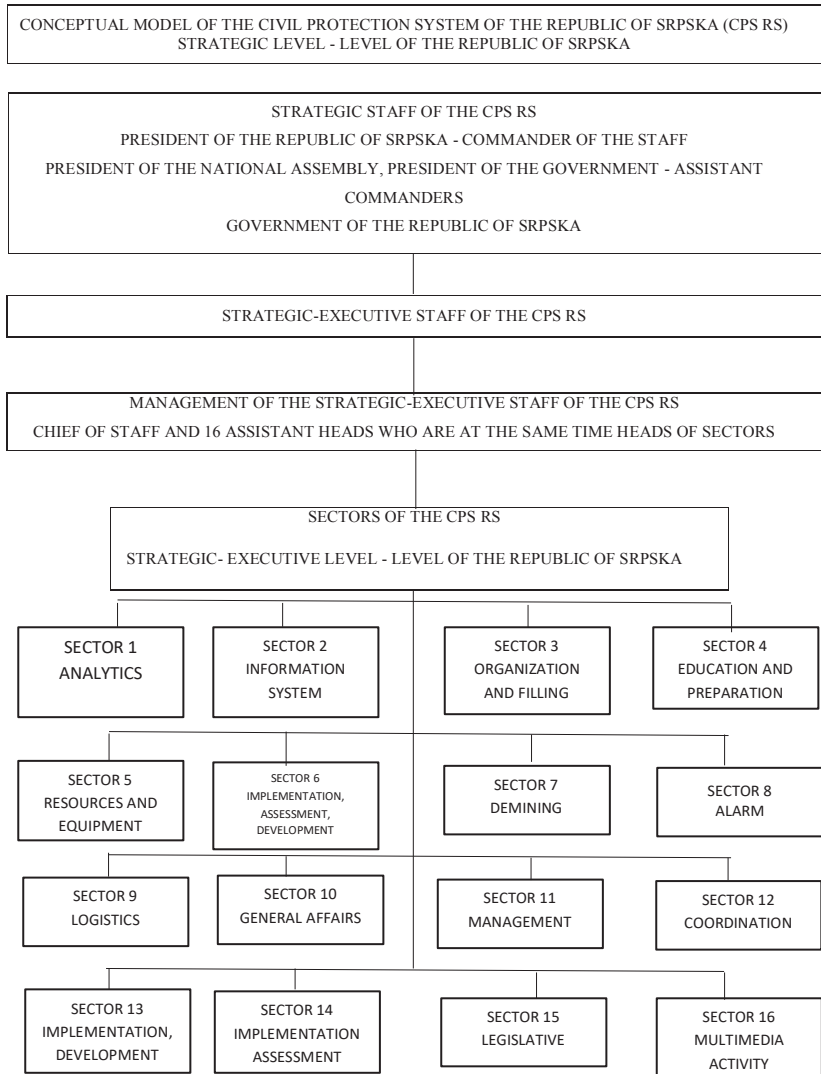 CONCEPTUAL MODEL OF THE CIVIL PROTECTION SYSTEM OF THE REPUBLIC OF SRPSKA (CPS RS)
STRATEGIC LEVEL - LEVEL OF THE REPUBLIC OF SRPSKA
STRATEGIC STAFF OF THE CPS RS
PRESIDENT OF THE REPUBLIC OF SRPSKA - COMMANDER OF THE STAFF
PRESIDENT OF THE NATIONAL ASSEMBLY, PRESIDENT OF THE GOVERNMENT - ASSISTANT
COMMANDERS
GOVERNMENT OF THE REPUBLIC OF SRPSKA
STRATEGIC-EXECUTIVE STAFF OF THE CPS RS
MANAGEMENT OF THE STRATEGIC-EXECUTIVE STAFF OF THE CPS RS
CHIEF OF STAFF AND 16 ASSISTANT HEADS WHO ARE AT THE SAME TIME HEADS OF SECTORS
SECTORS OF THE CPS RS
STRATEGIC- EXECUTIVE LEVEL - LEVEL OF THE REPUBLIC OF SRPSKA
SECTOR 1
ANALYTICS
SECTOR 2
INFORMATION
SYSTEM
SECTOR 3
ORGANIZATION
AND FILLING
SECTOR 4
EDUCATION AND
PREPARATION
SECTOR 5
RESOURCES AND
EQUIPMENT
SECTOR 6
IMPLEMENTATION,
ASSESSMENT,
DEVELOPMENT
SECTOR 7
DEMINING
SECTOR 8
ALARM
SECTOR 9
LOGISTICS
SECTOR 10
GENERAL AFFAIRS
SECTOR 11
MANAGEMENT
SECTOR 12
COORDINATION
SECTOR 13
IMPLEMENTATION,
DEVELOPMENT
SECTOR 14
IMPLEMENTATION
ASSESSMENT
SECTOR 15
LEGISLATIVE
SECTOR 16
MULTIMEDIA
ACTIVITY